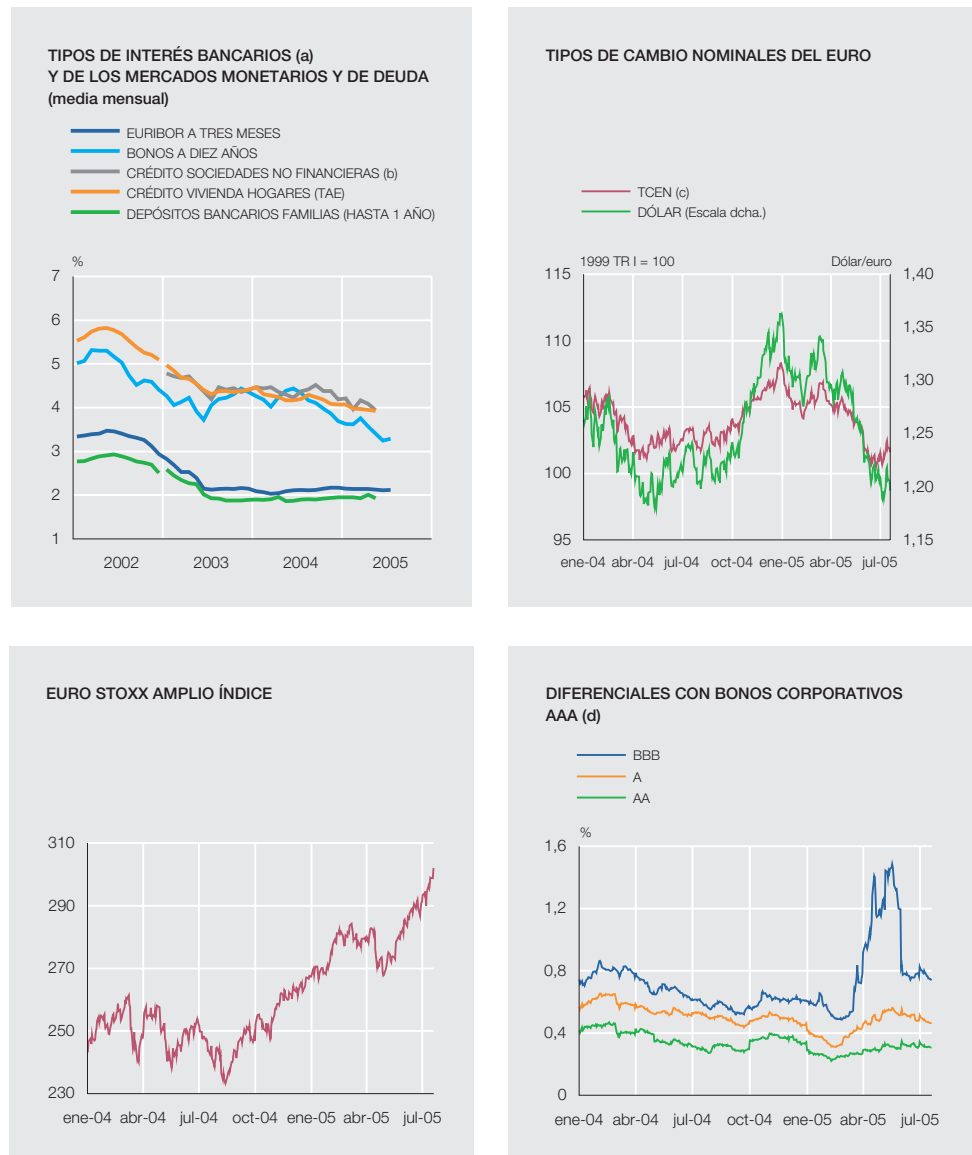 TIPOS DE INTERÉS BANCARIOS (a)
Y DE LOS MERCADOS MONETARIOS Y DE DEUDA
(media mensual)
EURIBOR A TRES MESES
BONOS A DIEZ AÑOS
CRÉDITO SOCIEDADES NO FINANCIERAS (b)
CRÉDITO VIVIENDA HOGARES (TAE)
DEPÓSITOS BANCARIOS FAMILIAS (HASTA 1 AÑO)
%
7
6
5
4
3
2
1
2002 2003 2004 2005
TIPOS DE CAMBIO NOMINALES DEL EURO
TCEN (c)
DÓLAR (Escala dcha.)
1999 TR I = 100 Dólar/euro
115 1,40
1,35
110
1,30
105
1,25
100
1,20
95 1,15
ene-04 abr-04 jul-04 oct-04 ene-05 abr-05 jul-05
EURO STOXX AMPLIO ÍNDICE
310
290
270
250
230
ene-04 abr-04 jul-04 oct-04 ene-05 abr-05 jul-05
DIFERENCIALES CON BONOS CORPORATIVOS
AAA (d)
BBB
A
AA
%
1,6
1,2
0,8
0,4
0
ene-04 abr-04 jul-04 oct-04 ene-05 abr-05 jul-05